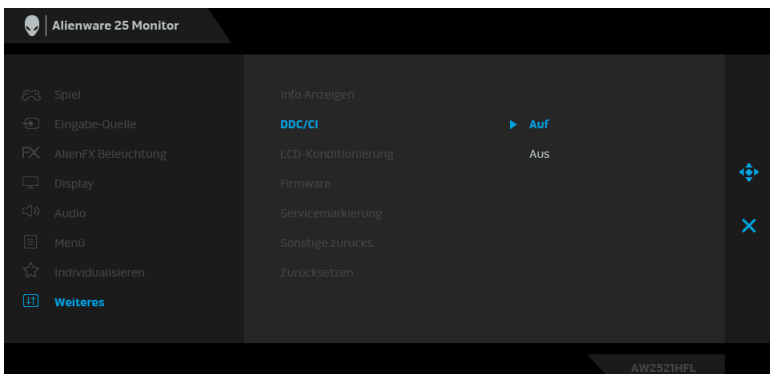 Alienware 25 Monitor
Spiel
Eingabe-Quelle
FX AlienFX Beleuchtung
Display
Audio
Menü
Individualisieren
Weiteres
Info Anzeigen
DDC/CI Auf
Aus
LCD-Konditionierung
Firmware
Servicemarkierung
Sonstige zurücks.
Zurücksetzen
AW2521HFL